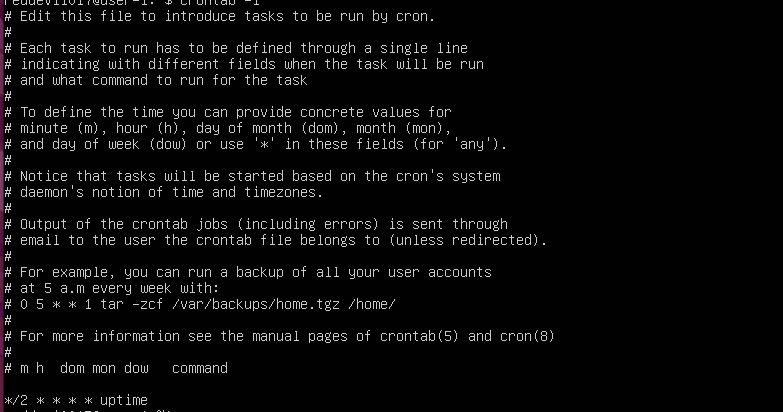 $ crontab -l
# Edit this file to introduce tasks to be run by cron.
#
# Each task to run has to be defined through a single line
# indicating with different fields when the task will be run
# and what command to run for the task
#
# To define the time you can provide concrete values for
# minute (m), hour (h), day of month (dom), month (mon),
# and day of week (dow) or use '*' in these fields (for 'any').
#
# Notice that tasks will be started based on the cron's system
# daemon's notion of time and timezones.
#
# Output of the crontab jobs (including errors) is sent through
# email to the user the crontab file belongs to (unless redirected).
#
# For example, you can run a backup of all your user accounts
# at 5 a.m every week with:
# 0 5 * * 1 tar -zcf /var/backups/home.tgz /home/
#
# For more information see the manual pages of crontab(5) and cron(8)
#
# m h  dom mon dow   command
*/2 * * * * uptime